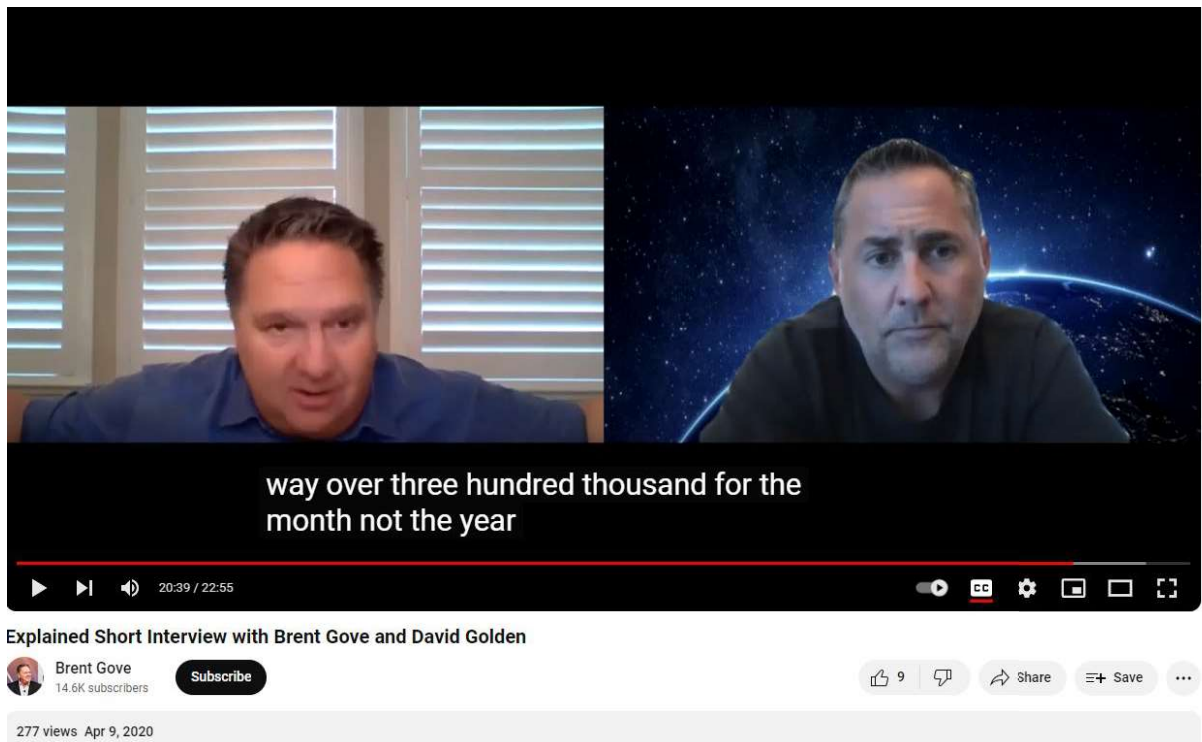 way over three hundred thousand for the
month not the year
20:39 / 22:55
CC
Explained Short Interview with Brent Gove and David Golden
Brent Gove
14.6K subscribers
Subscribe
9
Share
Save
277 views Apr 9, 2020